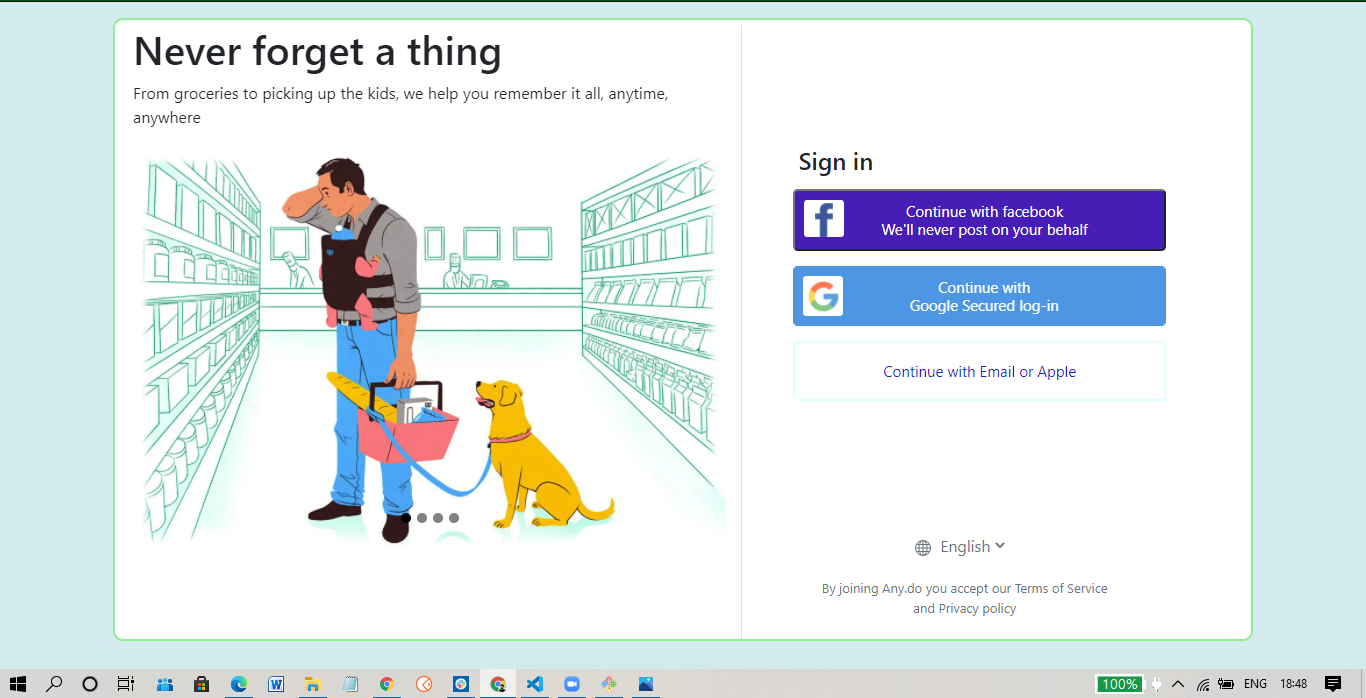 Never forget a thing
From groceries to picking up the kids, we help you remember it all, anytime,
anywhere
Sign in
Continue with facebook
We'll never post on your behalf
Continue with
Google Secured log-in
Continue with Email or Apple
English
By joining Any.do you accept our Terms of Service
and Privacy policy
100% ENG 18:48